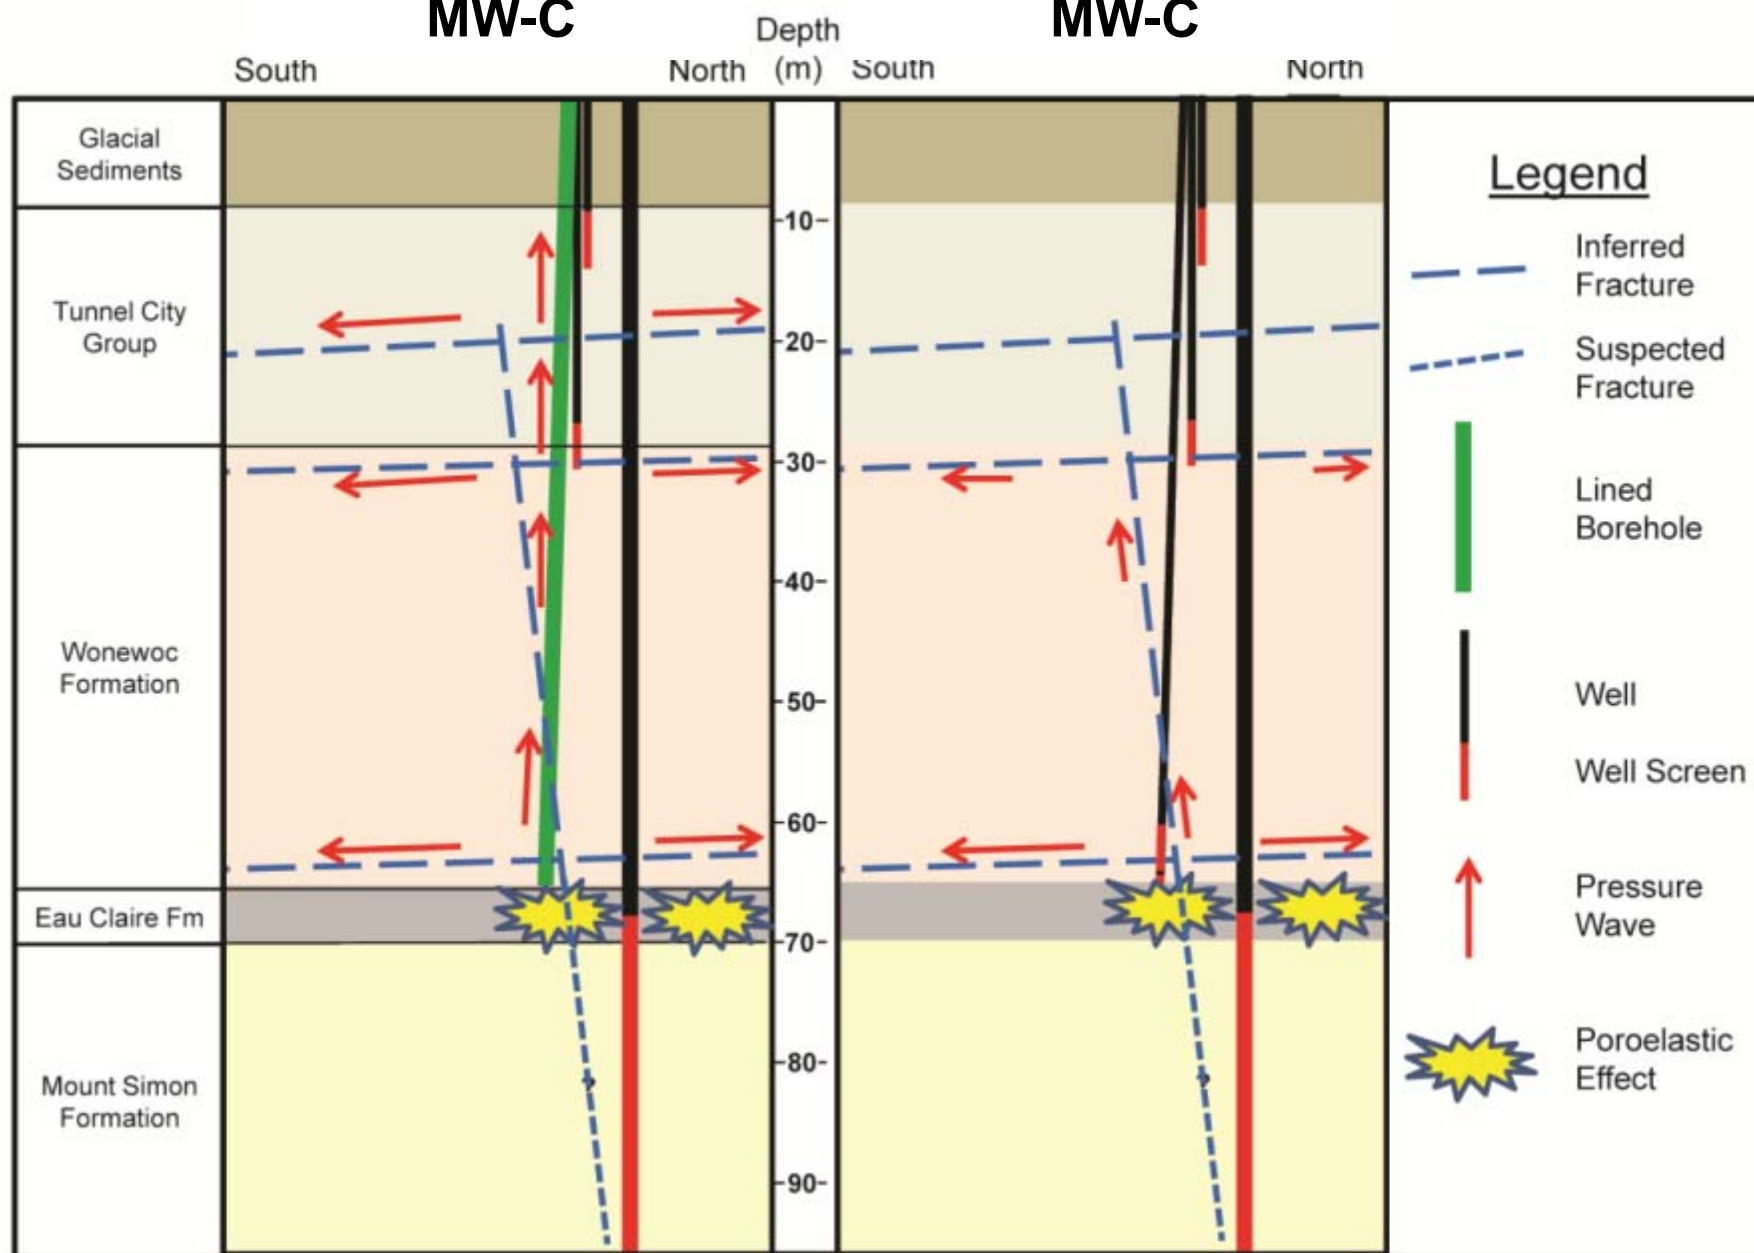 MW-C
MW-C
Depth
(m)
South
North
South
North
Glacial
Sediments
Tunnel City
Group
Wonewoc
Formation
Eau Claire Fm
Mount Simon
Formation
-10-
-20-
-30-
-40-
-50-
-60-
-70-
-80-
-90-
Legend
Inferred
Fracture
Suspected
Fracture
Lined
Borehole
Well
Well Screen
Pressure
Wave
Poroelastic
Effect